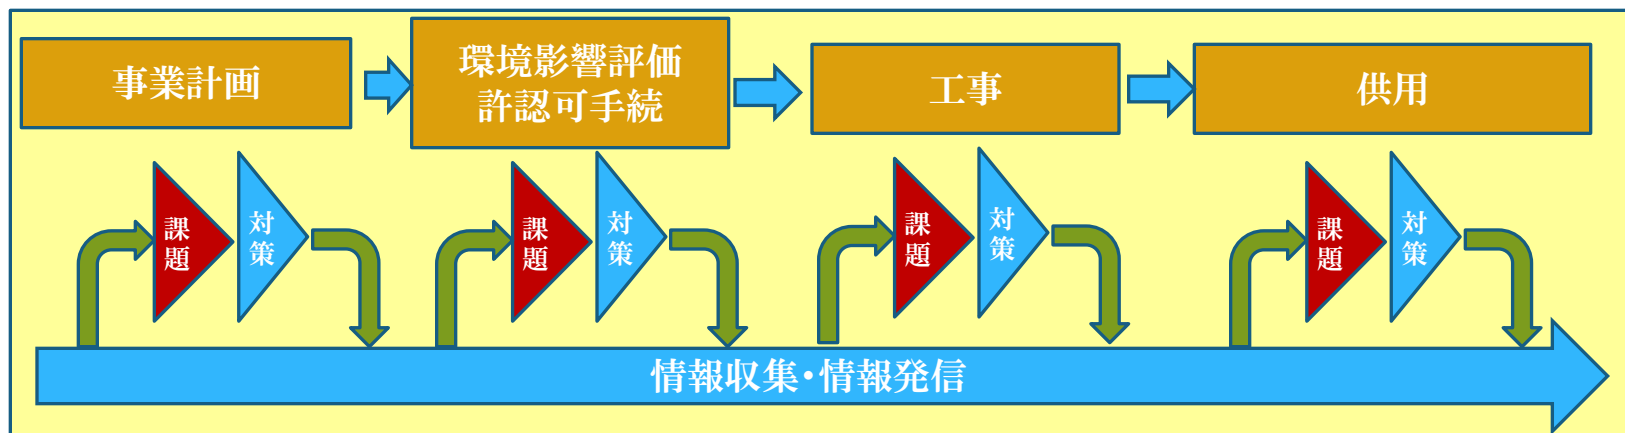 事業計画
環境影響評価
許認可手続
工事
供用
課題
対策
課題
対策
課題
対策
課題
対策
情報収集・情報発信